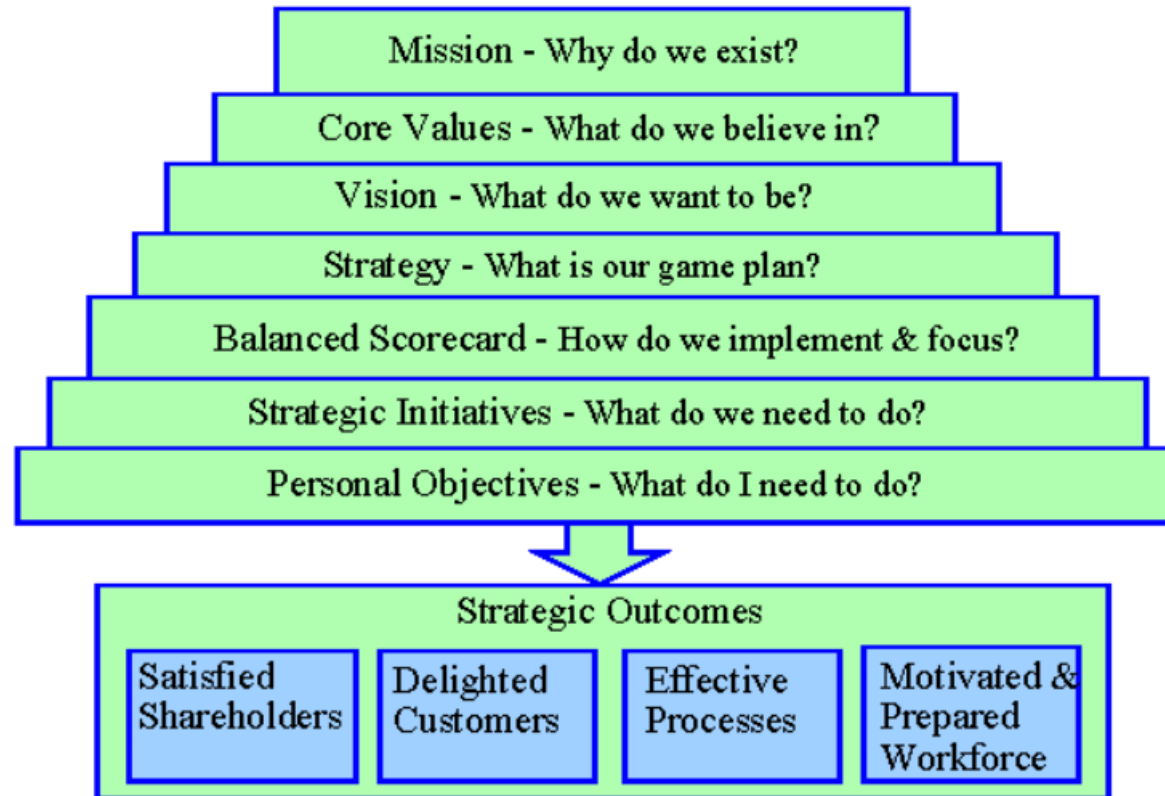 Mission - Why do we exist?
Core Values - What do we believe in?
Vision - What do we want to be?
Strategy - What is our game plan?
Balanced Scorecard - How do we implement & focus?
Strategic Initiatives - What do we need to do?
Personal Objectives - What do I need to do?
Strategic Outcomes
Satisfied
Shareholders
Delighted
Customers
Effective
Processes
Motivated &
Prepared
Workforce